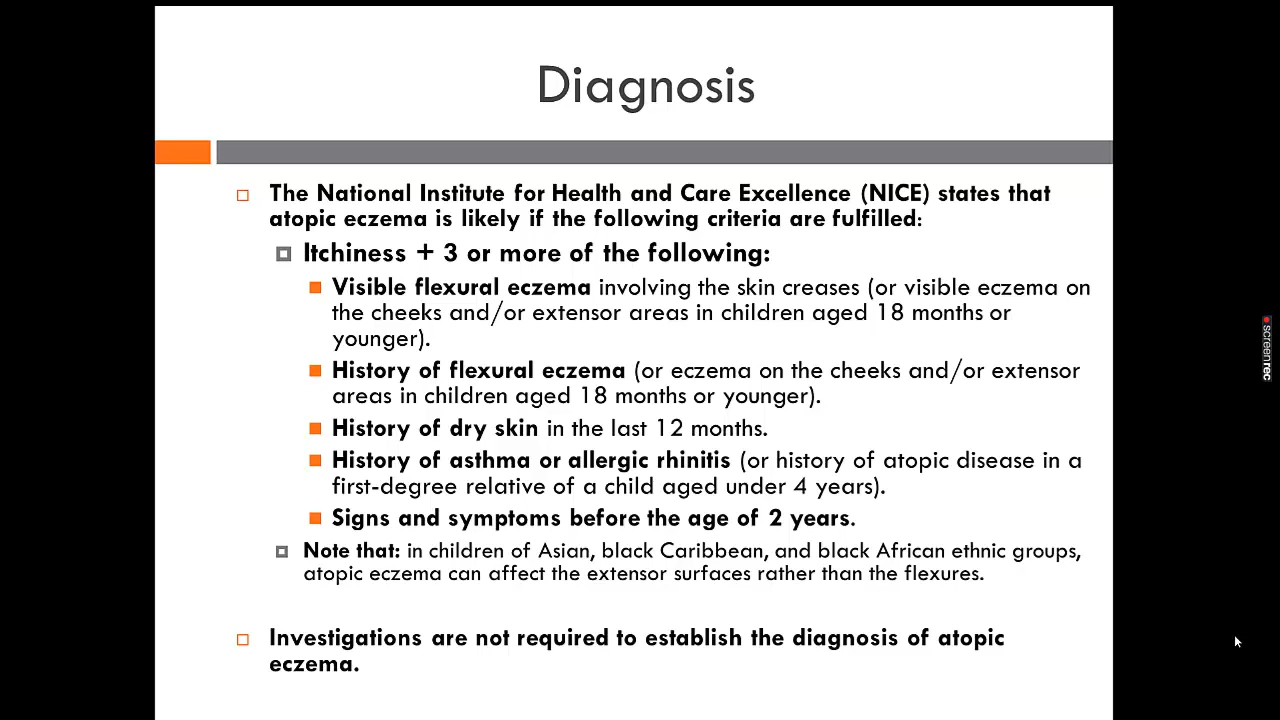 Diagnosis
The National Institute for Health and Care Excellence (NICE) states that
atopic eczema is likely if the following criteria are fulfilled:
Itchiness + 3 or more of the following:
Visible flexural eczema involving the skin creases (or visible eczema on
the cheeks and/or extensor areas in children aged 18 months or
younger).
History of flexural eczema (or eczema on the cheeks and/or extensor
areas in children aged 18 months or younger).
History of dry skin in the last 12 months.
History of asthma or allergic rhinitis (or history of atopic disease in a
first-degree relative of a child aged under 4 years).
Signs and symptoms before the age of 2 years.
Note that: in children of Asian, black Caribbean, and black African ethnic groups,
atopic eczema can affect the extensor surfaces rather than the flexures.
Investigations are not required to establish the diagnosis of atopic
eczema.
screenrec